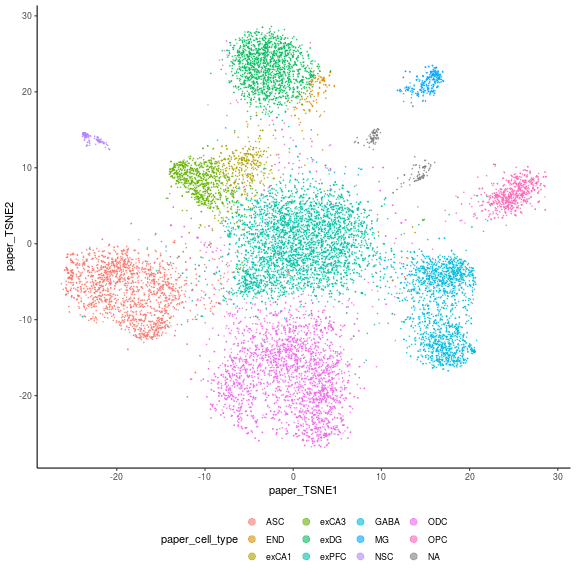 30
20
10
0
-10
-20
paper_TSNE2
-20 -10 0 10 20 30
paper_TSNE1
paper_cell_type
ASC exCA3 GABA ODC
END exDG MG OPC
exCA1 exPFC NSC NA